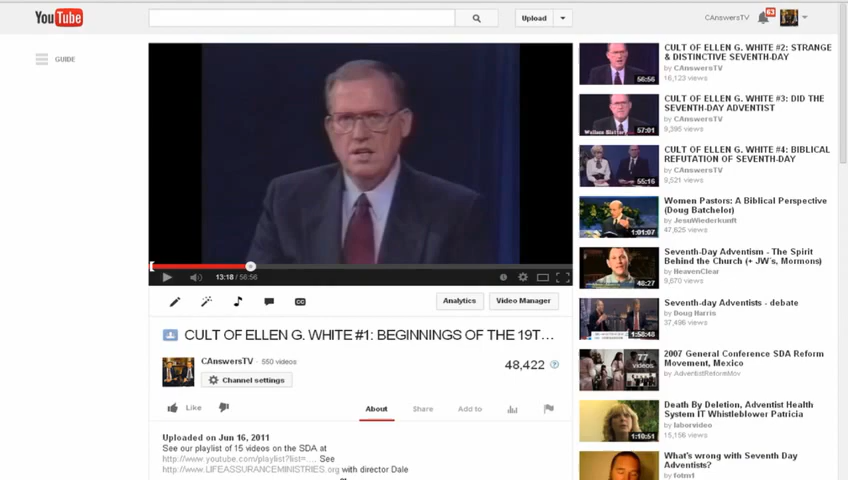 YouTube
Upload
CAnswersTV
63
GUIDE
13:18 / 56:56
Analytics
Video Manager
CULT OF ELLEN G. WHITE #1: BEGINNINGS OF THE 19T...
CAnswersTV · 550 videos
Channel settings
48,422
Like
About
Share
Add to
Uploaded on Jun 16, 2011
See our playlist of 15 videos on the SDA at
http://www.youtube.com/playlist?list=.... See
http://www.LIFEASSURANCEMINISTRIES.org with director Dale
56:56
CULT OF ELLEN G. WHITE #2: STRANGE
& DISTINCTIVE SEVENTH-DAY
by CAnswersTV
16,123 views
57:01
CULT OF ELLEN G. WHITE #3: DID THE
SEVENTH-DAY ADVENTIST
by CAnswersTV
9,395 views
55:16
CULT OF ELLEN G. WHITE #4: BIBLICAL
REFUTATION OF SEVENTH-DAY
by CAnswersTV
9,521 views
1:01:07
Women Pastors: A Biblical Perspective
(Doug Batchelor)
by JesuWiederkunft
47,625 views
48:27
Seventh-Day Adventism - The Spirit
Behind the Church (+ JW's, Mormons)
by HeavenClear
9,570 views
1:58:48
Seventh-day Adventists - debate
by Doug Harris
37,496 views
77
videos
2007 General Conference SDA Reform
Movement, Mexico
by AdventistReformMov
1:10:51
Death By Deletion, Adventist Health
System IT Whistleblower Patricia
by laborvideo
15,156 views
What's wrong with Seventh Day
Adventists?
by fotm1